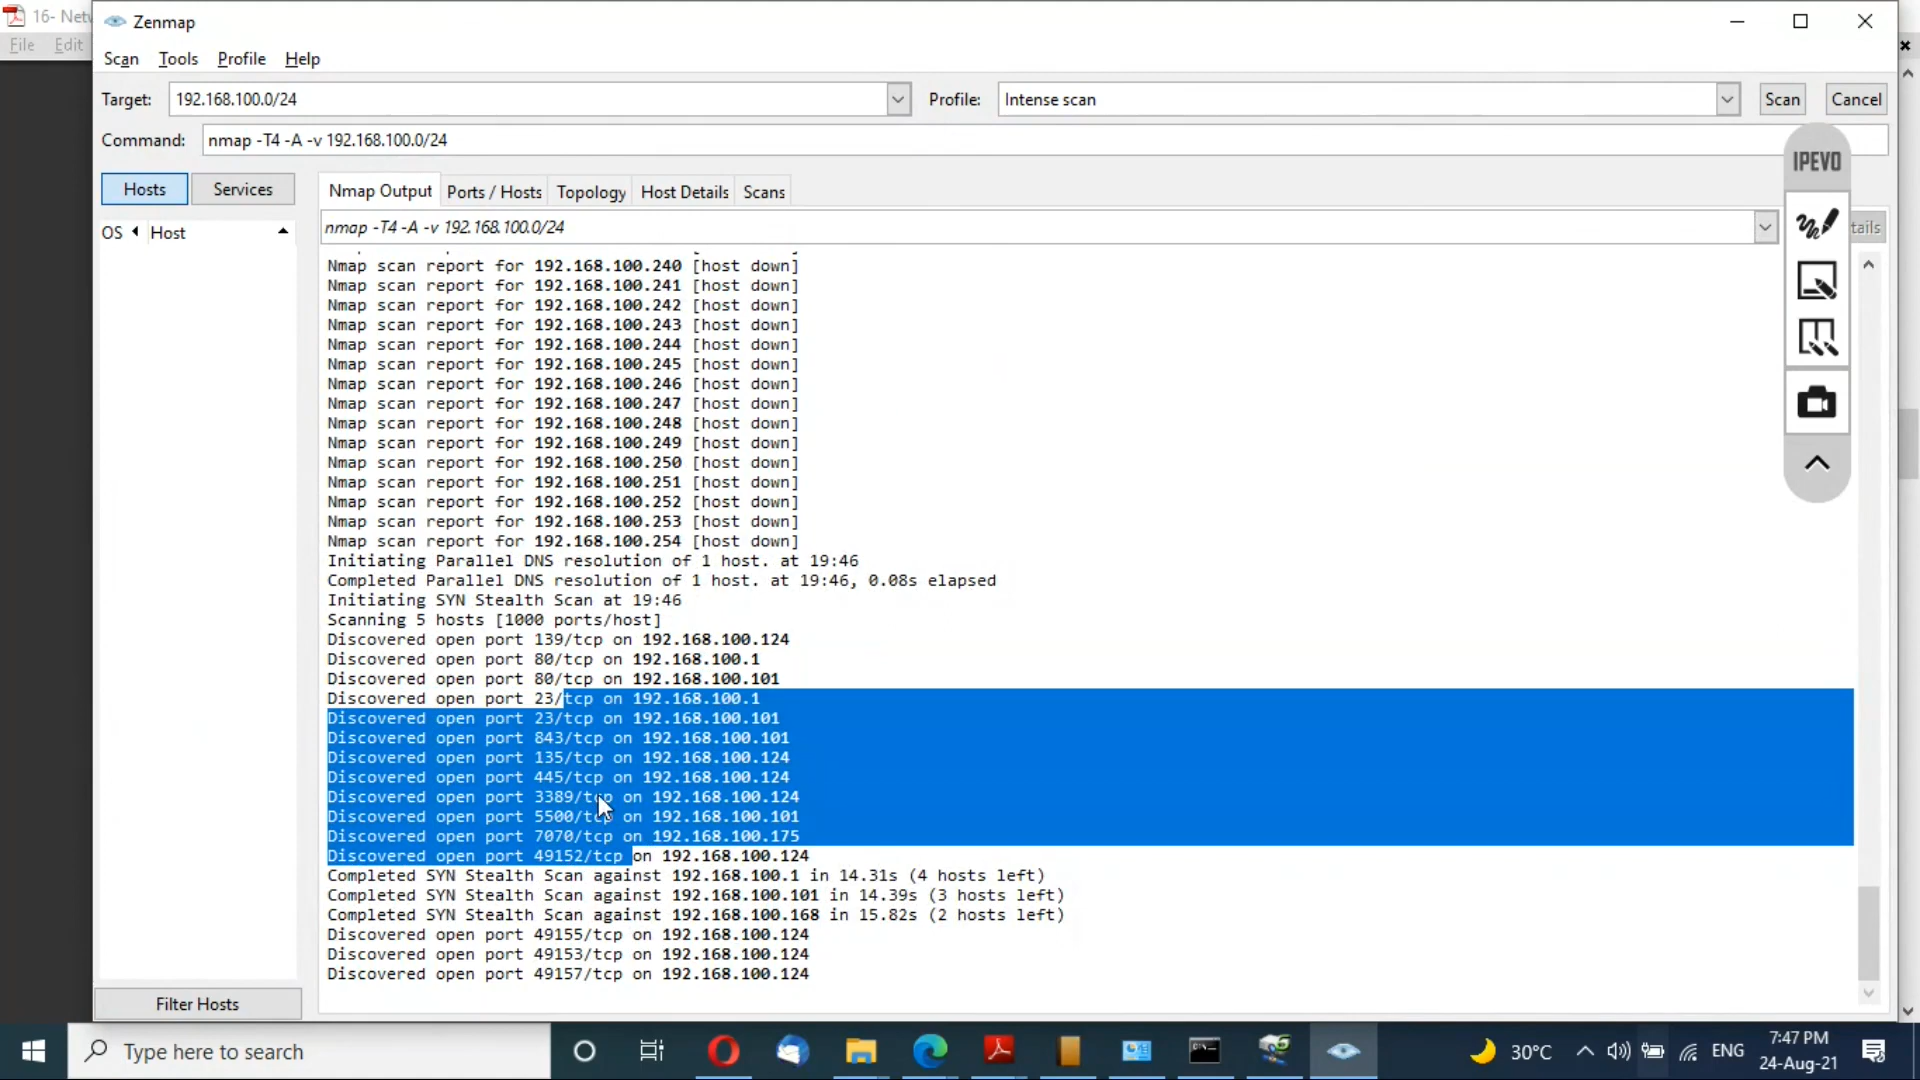 16- Netw
File Edit
Zenmap
Scan Tools Profile Help
Target: 192.168.100.0/24 Profile: Intense scan Scan Cancel
Command: nmap -T4 -A -v 192.168.100.0/24
IPEVO
Hosts Services
Nmap Output Ports / Hosts Topology Host Details Scans
OS Host
nmap -T4 -A -v 192.168.100.0/24
tails
Nmap scan report for 192.168.100.240 [host down]
Nmap scan report for 192.168.100.241 [host down]
Nmap scan report for 192.168.100.242 [host down]
Nmap scan report for 192.168.100.243 [host down]
Nmap scan report for 192.168.100.244 [host down]
Nmap scan report for 192.168.100.245 [host down]
Nmap scan report for 192.168.100.246 [host down]
Nmap scan report for 192.168.100.247 [host down]
Nmap scan report for 192.168.100.248 [host down]
Nmap scan report for 192.168.100.249 [host down]
Nmap scan report for 192.168.100.250 [host down]
Nmap scan report for 192.168.100.251 [host down]
Nmap scan report for 192.168.100.252 [host down]
Nmap scan report for 192.168.100.253 [host down]
Nmap scan report for 192.168.100.254 [host down]
Initiating Parallel DNS resolution of 1 host. at 19:46
Completed Parallel DNS resolution of 1 host. at 19:46, 0.08s elapsed
Initiating SYN Stealth Scan at 19:46
Scanning 5 hosts [1000 ports/host]
Discovered open port 139/tcp on 192.168.100.124
Discovered open port 80/tcp on 192.168.100.1
Discovered open port 80/tcp on 192.168.100.101
Discovered open port 23/tcp on 192.168.100.1
Discovered open port 23/tcp on 192.168.100.101
Discovered open port 843/tcp on 192.168.100.101
Discovered open port 135/tcp on 192.168.100.124
Discovered open port 445/tcp on 192.168.100.124
Discovered open port 3389/tcp on 192.168.100.124
Discovered open port 5500/tcp on 192.168.100.101
Discovered open port 7070/tcp on 192.168.100.175
Discovered open port 49152/tcp on 192.168.100.124
Completed SYN Stealth Scan against 192.168.100.1 in 14.31s (4 hosts left)
Completed SYN Stealth Scan against 192.168.100.101 in 14.39s (3 hosts left)
Completed SYN Stealth Scan against 192.168.100.168 in 15.82s (2 hosts left)
Discovered open port 49155/tcp on 192.168.100.124
Discovered open port 49153/tcp on 192.168.100.124
Discovered open port 49157/tcp on 192.168.100.124
Filter Hosts
Type here to search
30°C ENG
7:47 PM
24-Aug-21